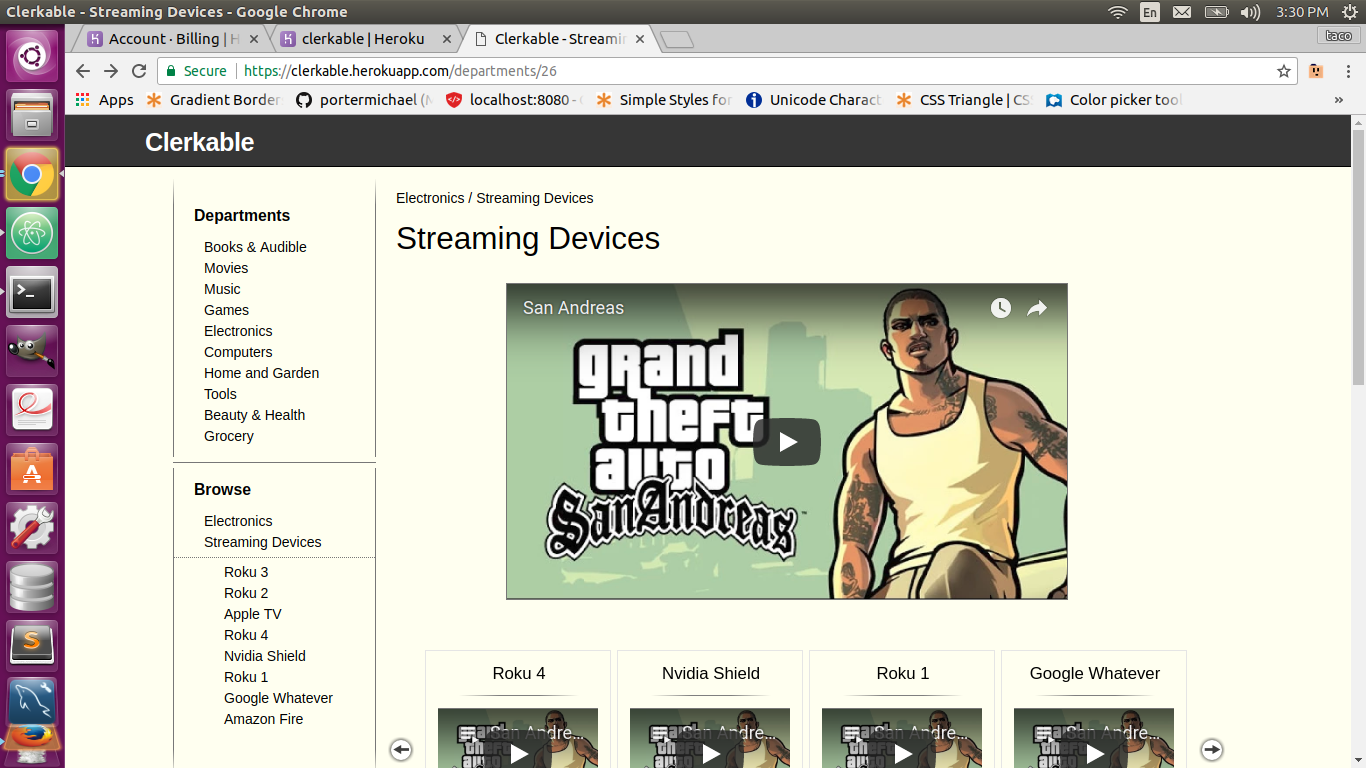 Clerkable - Streaming Devices - Google Chrome
En
3:30 PM
Account · Billing | H
clerkable | Heroku
Clerkable - Streami
taco
Secure
https://clerkable.herokuapp.com/departments/26
Apps
Gradient Border
portermichael (
localhost:8080 -
Simple Styles for
Unicode Charact
CSS Triangle | CS
Color picker tool
»
Clerkable
Departments
Books & Audible
Movies
Music
Games
Electronics
Computers
Home and Garden
Tools
Beauty & Health
Grocery
Browse
Electronics
Streaming Devices
Roku 3
Roku 2
Apple TV
Roku 4
Nvidia Shield
Roku 1
Google Whatever
Amazon Fire
Electronics / Streaming Devices
Streaming Devices
San Andreas
grand
theft
auto
San Andreas
™
Roku 4
Nvidia Shield
Roku 1
Google Whatever
San Andre...
San Andre...
San Andre...
San Andre...